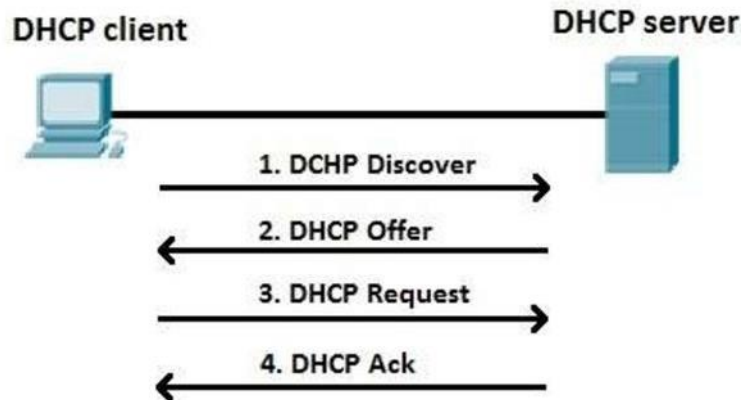 DHCP client
DHCP server
1. DCHP Discover
2. DHCP Offer
3. DHCP Request
4. DHCP Ack